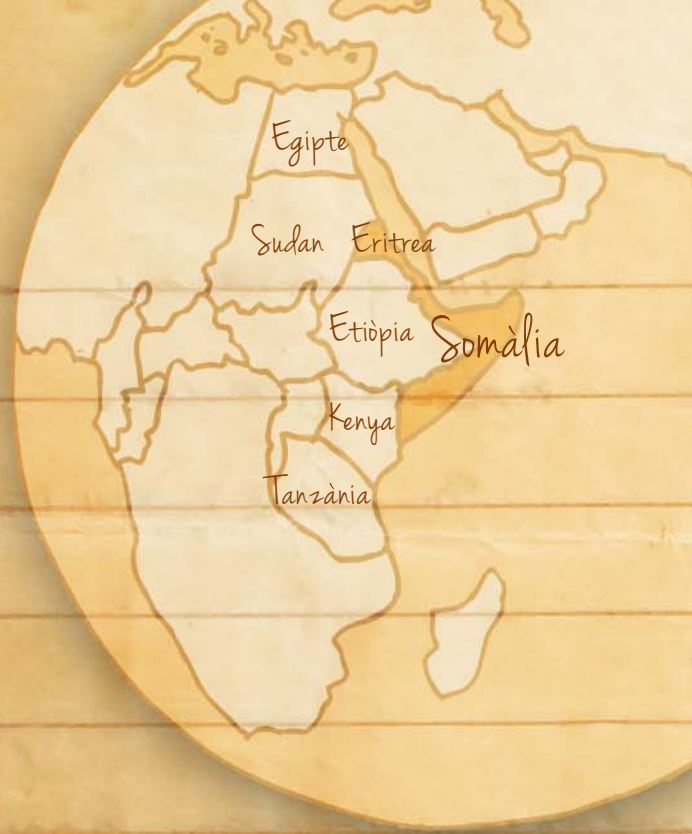 Egipte
Sudan
Eritrea
Etiòpia
Somàlia
Kenya
Tanzània